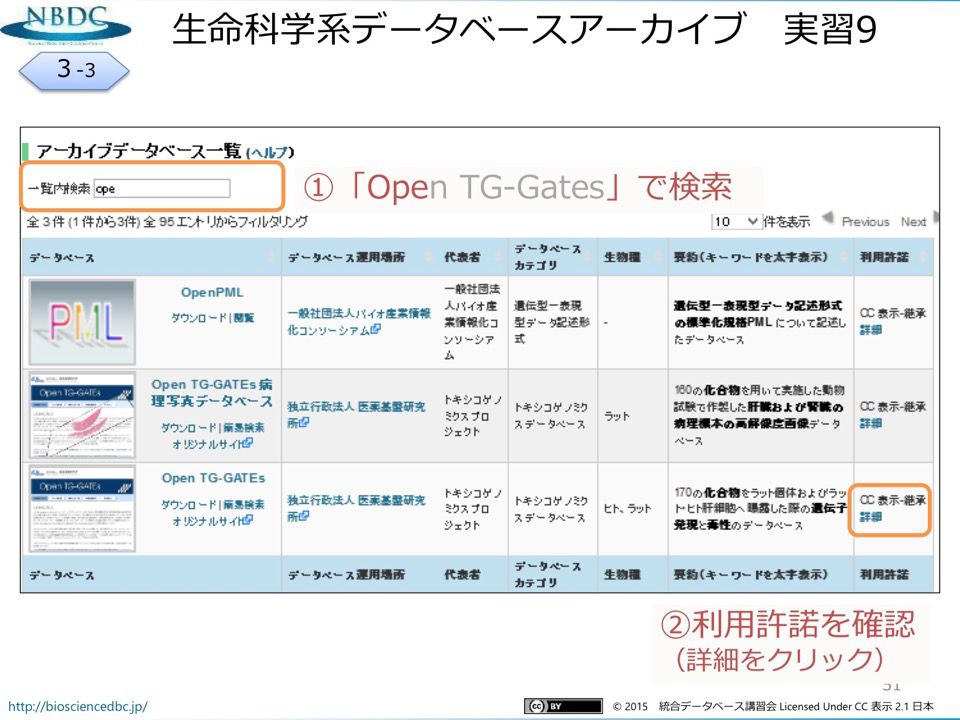 NBDC
生命科学系データベースアーカイブ　実習9
3 -3
アーカイブデータベース一覧 (ヘルプ)
一覧内検索 ope
①「Open TG-Gates」で検索
全 3件 (1 件から3件) 全 95 エントリからフィルタリング
10 件を表示 Previous Next
データベース データベース運用場所 代表者 データベース
カテゴリ 生物種 要約(キーワードを太字表示) 利用許諾
PML
OpenPML
ダウンロード | 閲覧
一般社団法人バイオ産業情報
化コンソーシアム
一般社団法
人バイオ産
業情報化コ
ンソーシア
ム
遺伝型－表現
型データ記述形
式
-
遺伝型－表現型データ記述形式
の標準化規格PML について記述し
たデータベース
CC 表示-継承
詳細
Open TG-GATEs
Open TG-GATEs 病
理写真データベース
ダウンロード | 簡易検索
オリジナルサイト
独立行政法人 医薬基盤研究
所
トキシコゲノ
ミクスプロ
ジェクト
トキシコゲノミク
スデータベース
ラット
160の化合物を用いて実施した動物
試験で作製した肝臓および腎臓の
病理標本の高解像度画像データ
ベース
CC 表示-継承
詳細
Open TG-GATEs
Open TG-GATEs
ダウンロード | 簡易検索
オリジナルサイト
独立行政法人 医薬基盤研究
所
トキシコゲノ
ミクスプロ
ジェクト
トキシコゲノミク
スデータベース
ヒト、ラット
170の化合物をラット個体およびラッ
ト・ヒト肝細胞へ曝露した際の遺伝子
発現と毒性のデータベース
CC 表示-継承
詳細
データベース データベース運用場所 代表者 データベース
カテゴリ 生物種 要約(キーワードを太字表示) 利用許諾
②利用許諾を確認
（詳細をクリック）
51
http://biosciencedbc.jp/
cc BY
© 2015　統合データベース講習会 Licensed Under CC 表示 2.1 日本